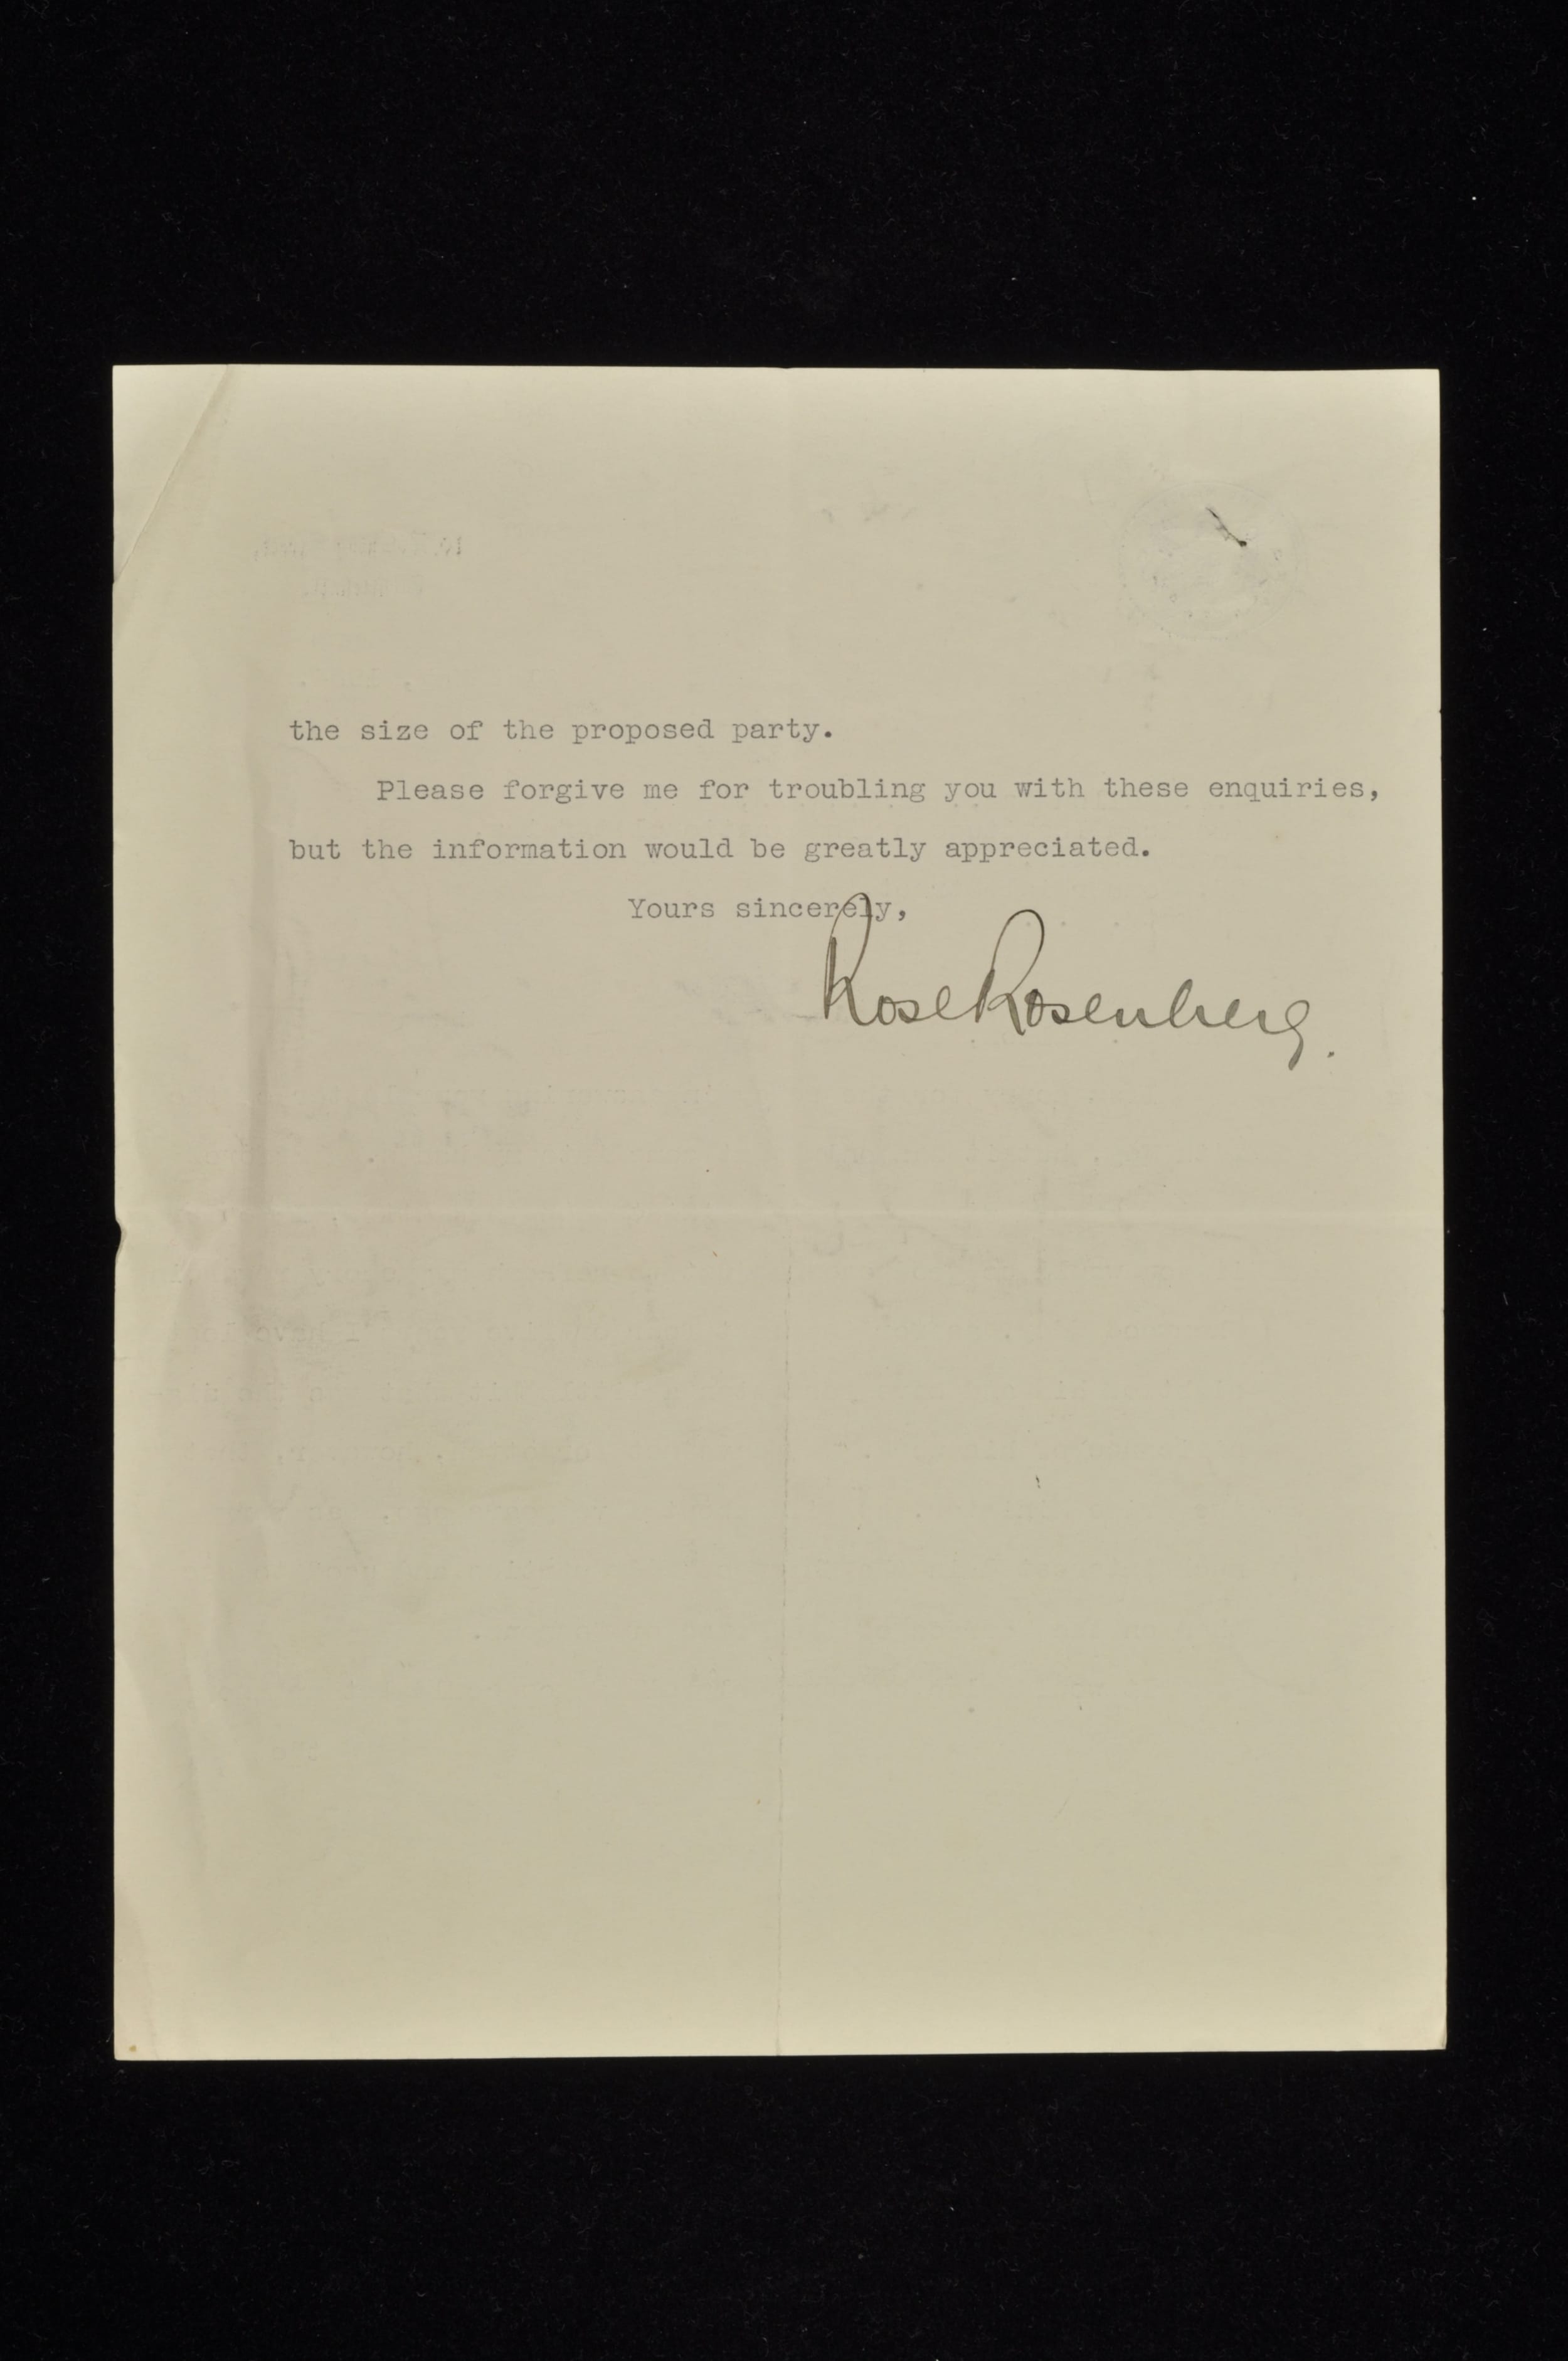 the size of the proposed party.
Please forgive me for troubling you with these enquiries,
but the information would be greatly appreciated.
Yours sincerely,
Rose Rosenberg.